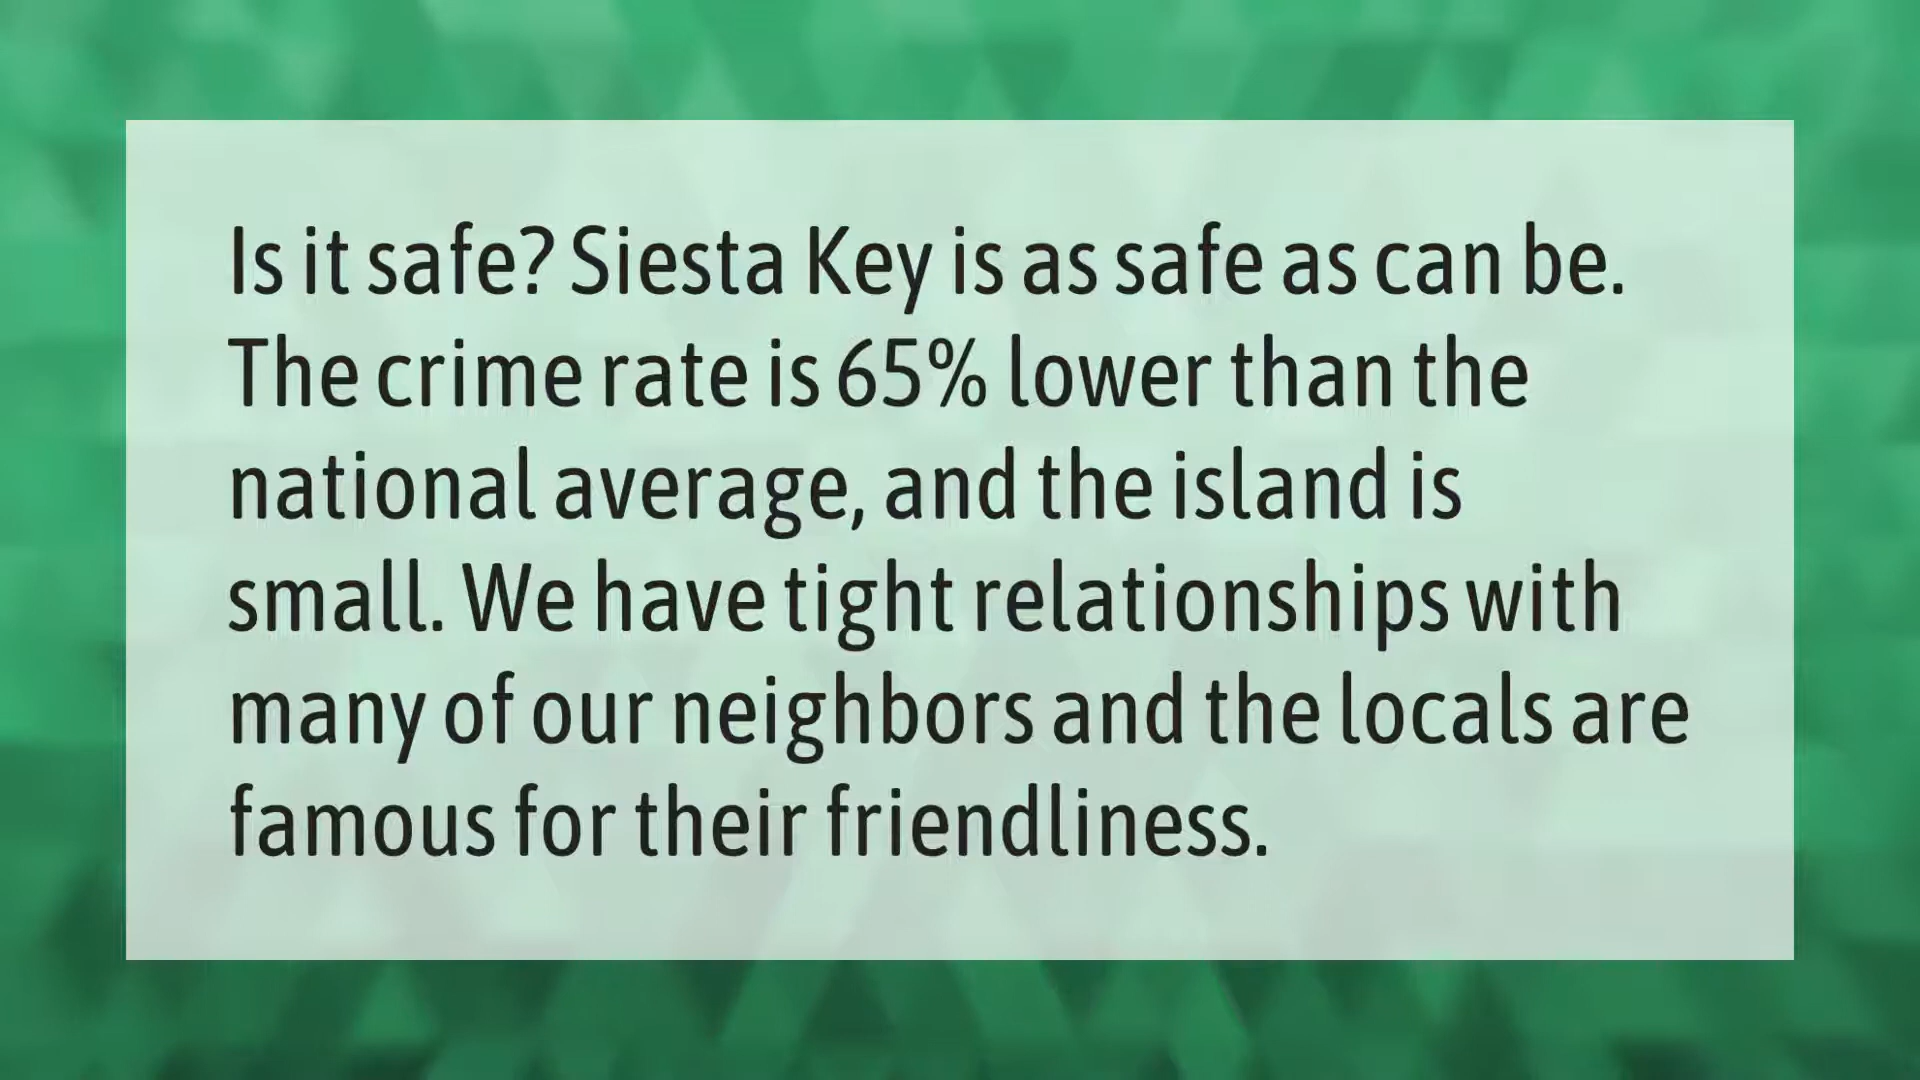 Is it safe? Siesta Key is as safe as can be.
The crime rate is 65% lower than the
national average, and the island is
small. We have tight relationships with
many of our neighbors and the locals are
famous for their friendliness.